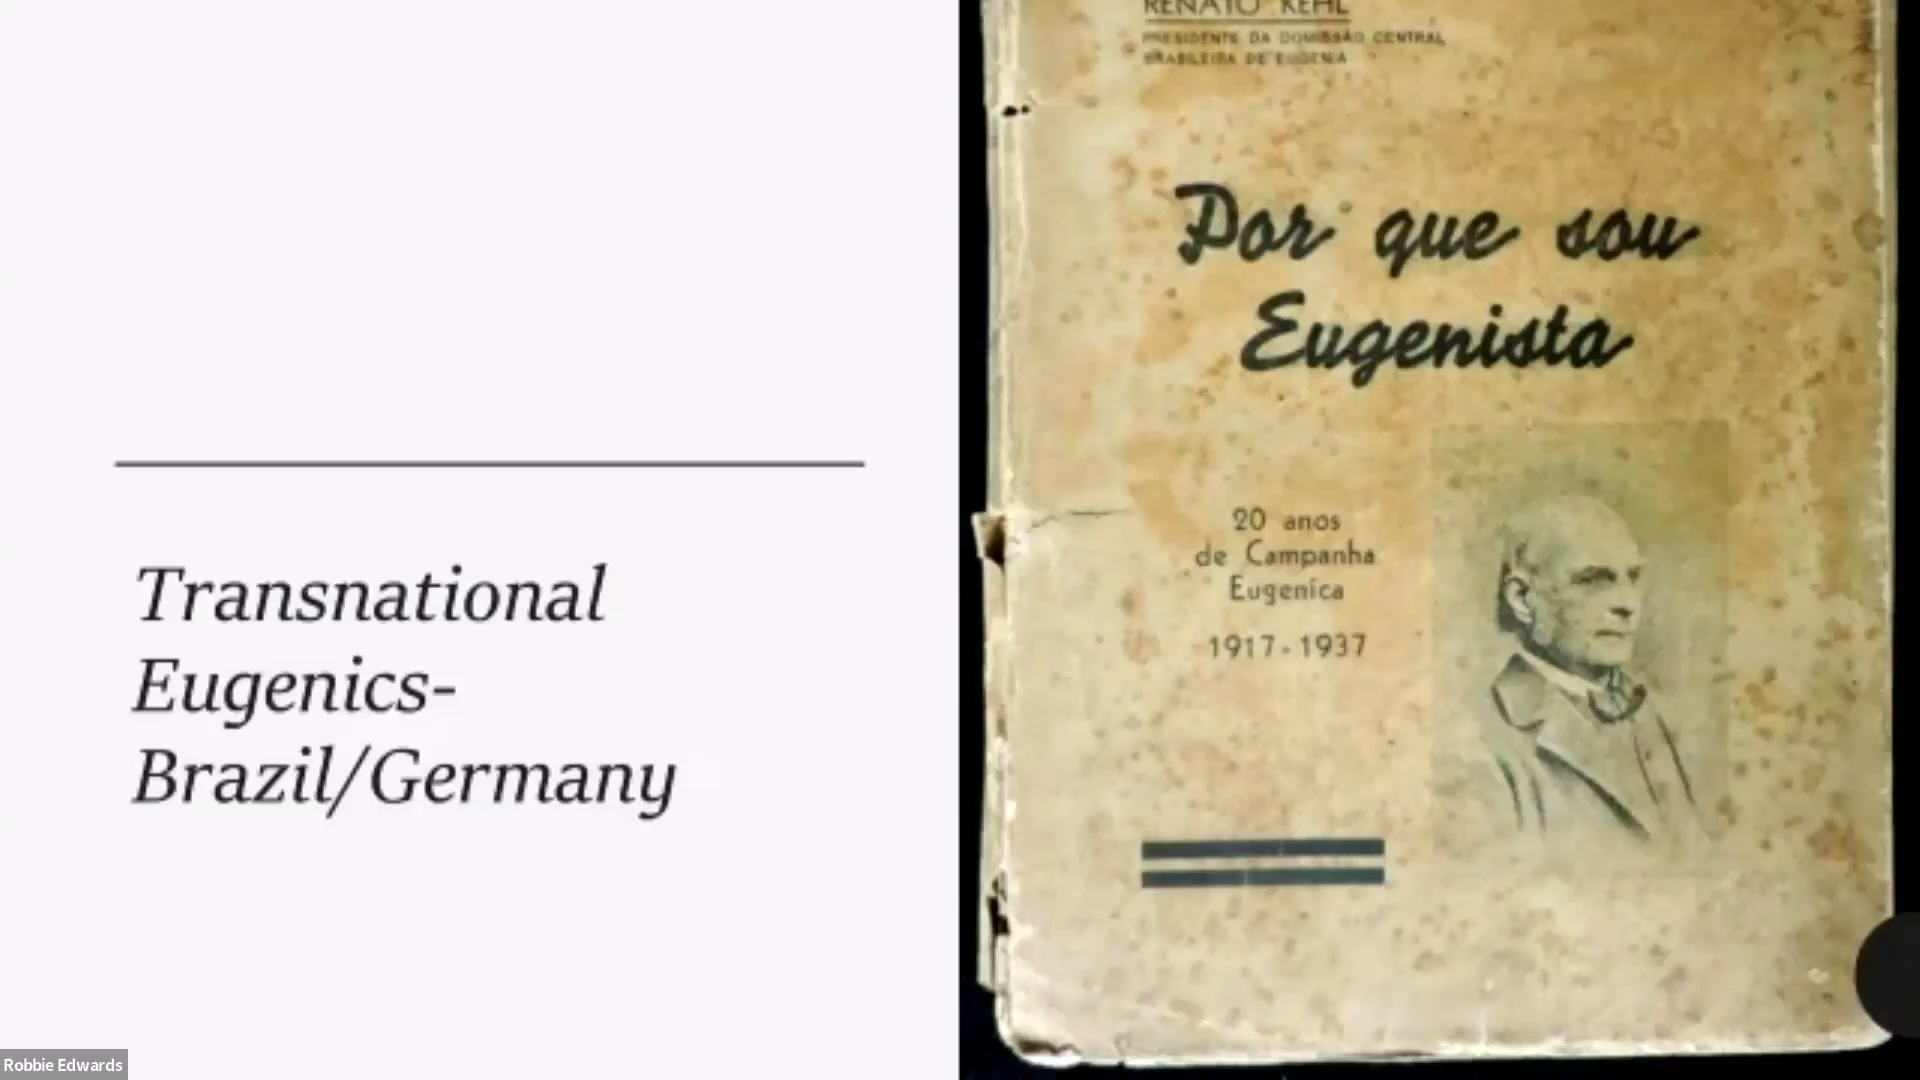 Transnational
Eugenics-
Brazil/Germany
RENATO KEHL
PRESIDENTE DA COMISSÃO CENTRAL
BRASILEIRA DE EUGENIA
Por que sou
Eugenista
20 anos
de Campanha
Eugenica
1917-1937
Robbie Edwards